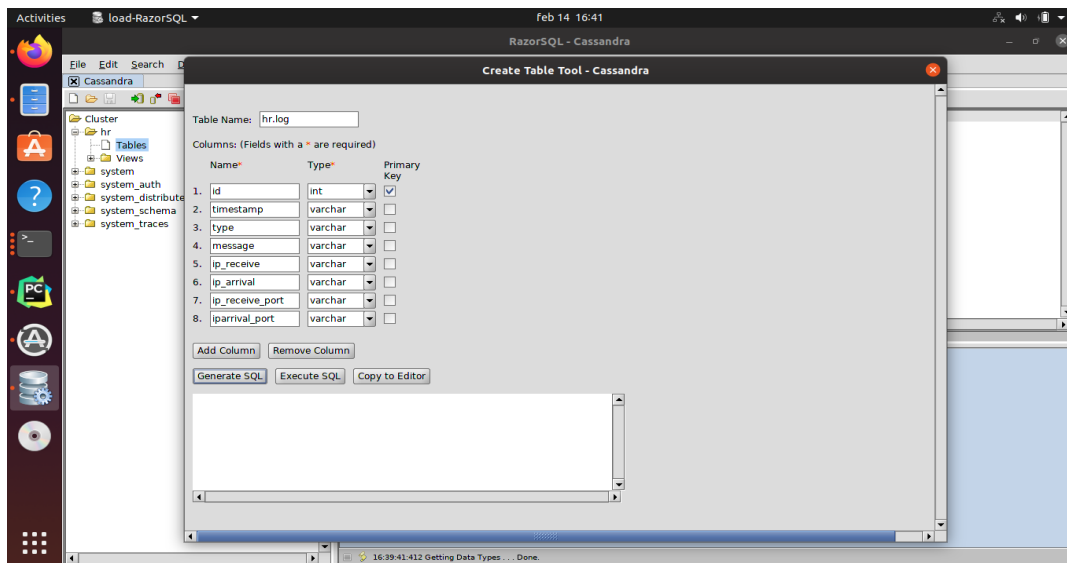 Activities load-RazorSQL feb 14 16:41
RazorSQL - Cassandra
File Edit Search
Cassandra
Create Table Tool - Cassandra
Cluster
hr
Tables
Views
system
system_auth
system_distribute
system_schema
system_traces
Table Name: hr.log
Columns: (Fields with a * are required)
Name* Type* Primary
Key
1. id int
2. timestamp varchar
3. type varchar
4. message varchar
5. ip_receive varchar
6. ip_arrival varchar
7. ip_receive_port varchar
8. iparrival_port varchar
Add Column Remove Column
Generate SQL Execute SQL Copy to Editor
16:39:41:412 Getting Data Types . . . Done.